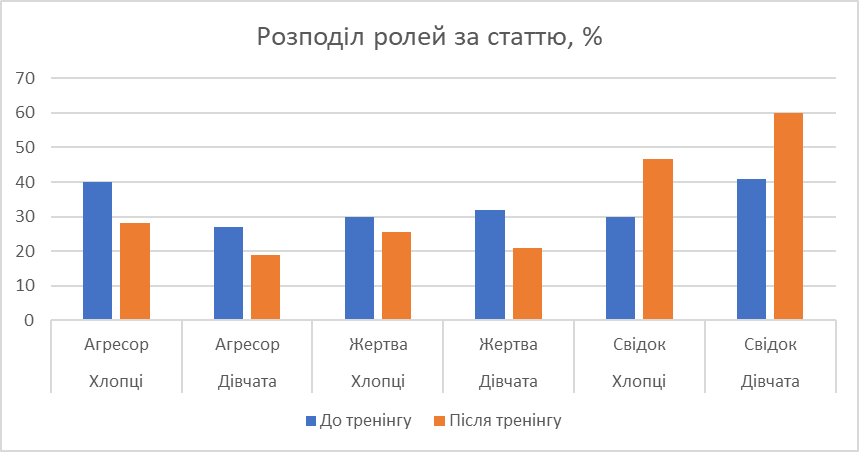 Розподіл ролей за статтю, %
70
60
50
40
30
20
10
0
Агресор Агресор Жертва Жертва Свідок Свідок
Хлопці Дівчата Хлопці Дівчата Хлопці Дівчата
До тренінгу Після тренінгу